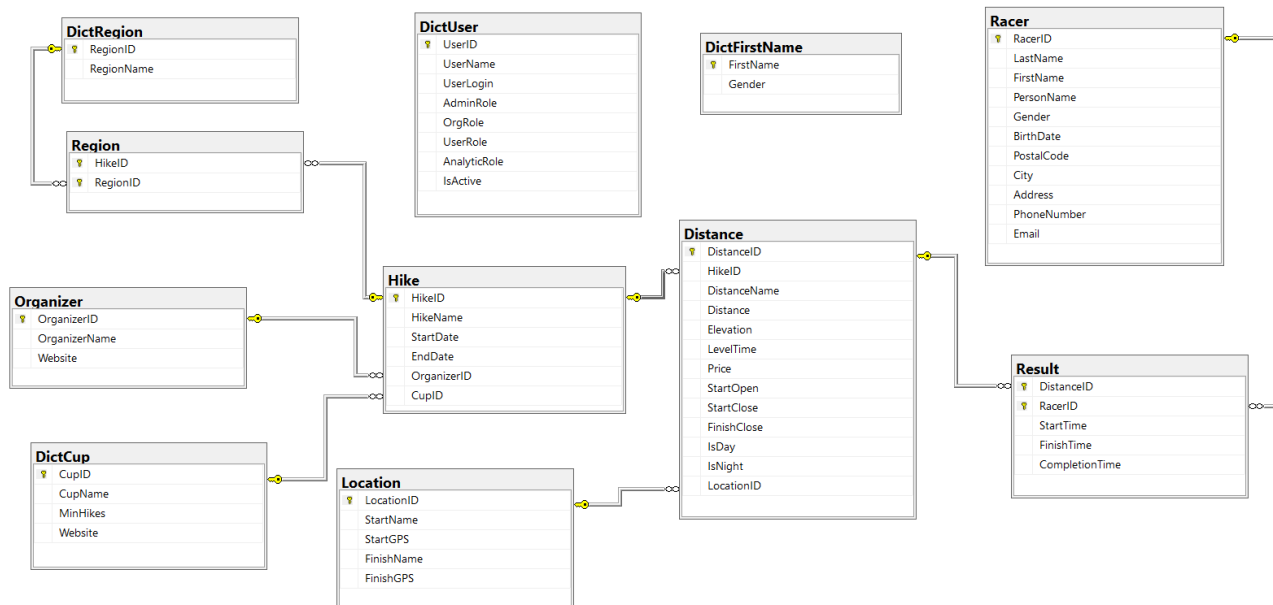 DictRegion
RegionID
RegionName
Region
HikeID
RegionID
Organizer
OrganizerID
OrganizerName
Website
DictCup
CupID
CupName
MinHikes
Website
DictUser
UserID
UserName
UserLogin
AdminRole
OrgRole
UserRole
AnalyticRole
IsActive
Hike
HikeID
HikeName
StartDate
EndDate
OrganizerID
CupID
Location
LocationID
StartName
StartGPS
FinishName
FinishGPS
DictFirstName
FirstName
Gender
Distance
DistanceID
HikeID
DistanceName
Distance
Elevation
LevelTime
Price
StartOpen
StartClose
FinishClose
IsDay
IsNight
LocationID
Racer
RacerID
LastName
FirstName
PersonName
Gender
BirthDate
PostalCode
City
Address
PhoneNumber
Email
Result
DistanceID
RacerID
StartTime
FinishTime
CompletionTime